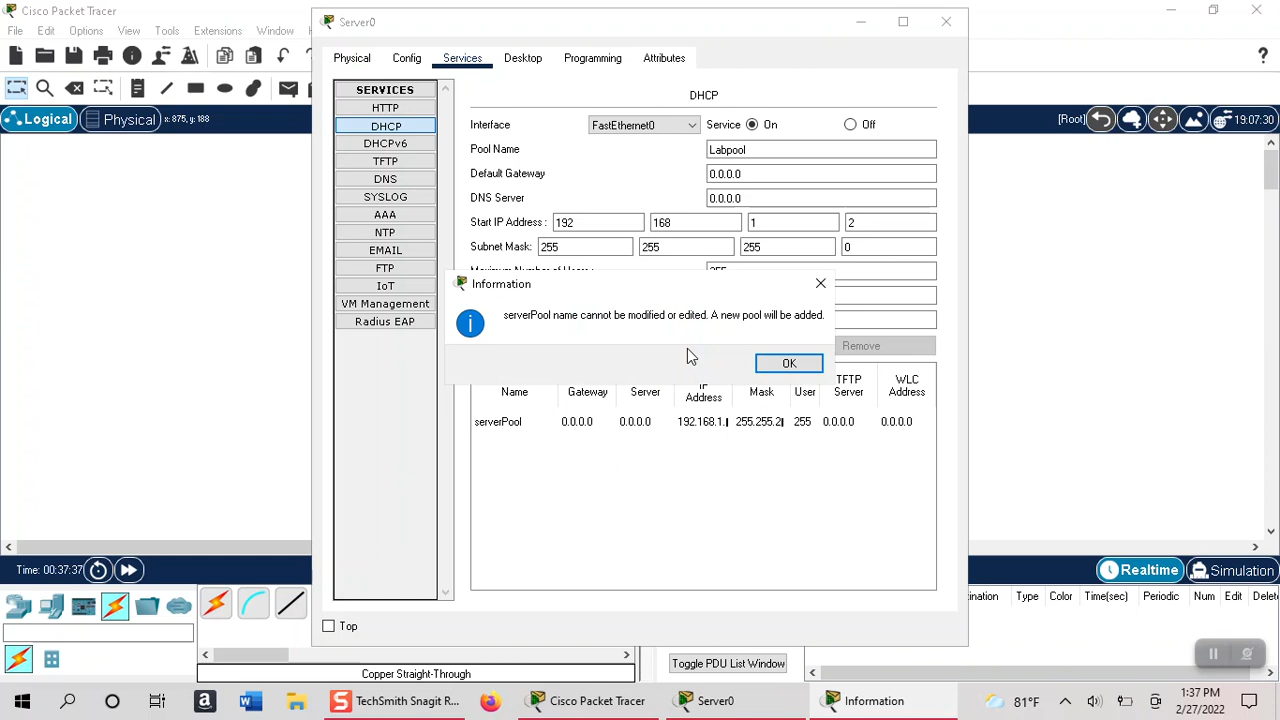 Cisco Packet Tracer
File Edit Options View Tools Extensions Window
Logical Physical x: 875, y: 188
[Root] 19:07:30
Server0
Physical Config Services Desktop Programming Attributes
SERVICES
HTTP
DHCP
DHCPv6
TFTP
DNS
SYSLOG
AAA
NTP
EMAIL
FTP
IoT
VM Management
Radius EAP
DHCP
Interface FastEthernet0 Service On Off
Pool Name Labpool
Default Gateway 0.0.0.0
DNS Server 0.0.0.0
Start IP Address : 192 168 1 2
Subnet Mask: 255 255 255 0
Information
serverPool name cannot be modified or edited. A new pool will be added.
OK
Remove
Name Gateway Server IP Address Mask User TFTP Server WLC Address
serverPool 0.0.0.0 0.0.0.0 192.168.1. 255.255.2 255 0.0.0.0 0.0.0.0
Top
Time: 00:37:37
Realtime Simulation
Type Color Time(sec) Periodic Num Edit
Copper Straight-Through
Toggle PDU List Window
TechSmith Snagit R...
Cisco Packet Tracer
Server0
Information
81°F
1:37 PM
2/27/2022